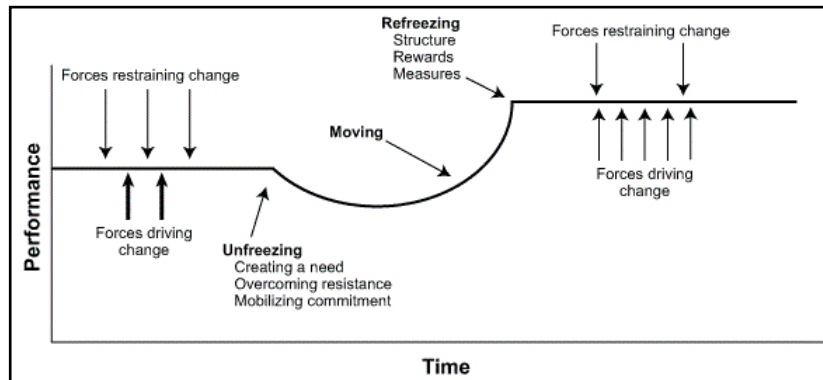 Refreezing
Structure
Rewards
Measures
Forces restraining change
Forces restraining change
Moving
Forces driving
change
Forces driving
change
Unfreezing
Creating a need
Overcoming resistance
Mobilizing commitment
Performance
Time